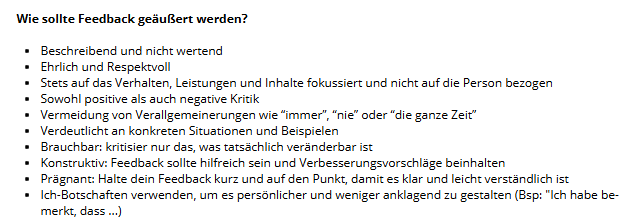 Wie sollte Feedback geäußert werden?
▪ Beschreibend und nicht wertend
▪ Ehrlich und Respektvoll
▪ Stets auf das Verhalten, Leistungen und Inhalte fokussiert und nicht auf die Person bezogen
▪ Sowohl positive als auch negative Kritik
▪ Vermeidung von Verallgemeinerungen wie “immer”, “nie” oder “die ganze Zeit”
▪ Verdeutlicht an konkreten Situationen und Beispielen
▪ Brauchbar: kritisier nur das, was tatsächlich veränderbar ist
▪ Konstruktiv: Feedback sollte hilfreich sein und Verbesserungsvorschläge beinhalten
▪ Prägnant: Halte dein Feedback kurz und auf den Punkt, damit es klar und leicht verständlich ist
▪ Ich-Botschaften verwenden, um es persönlicher und weniger anklagend zu gestalten (Bsp: "Ich habe be-
merkt, dass ...)